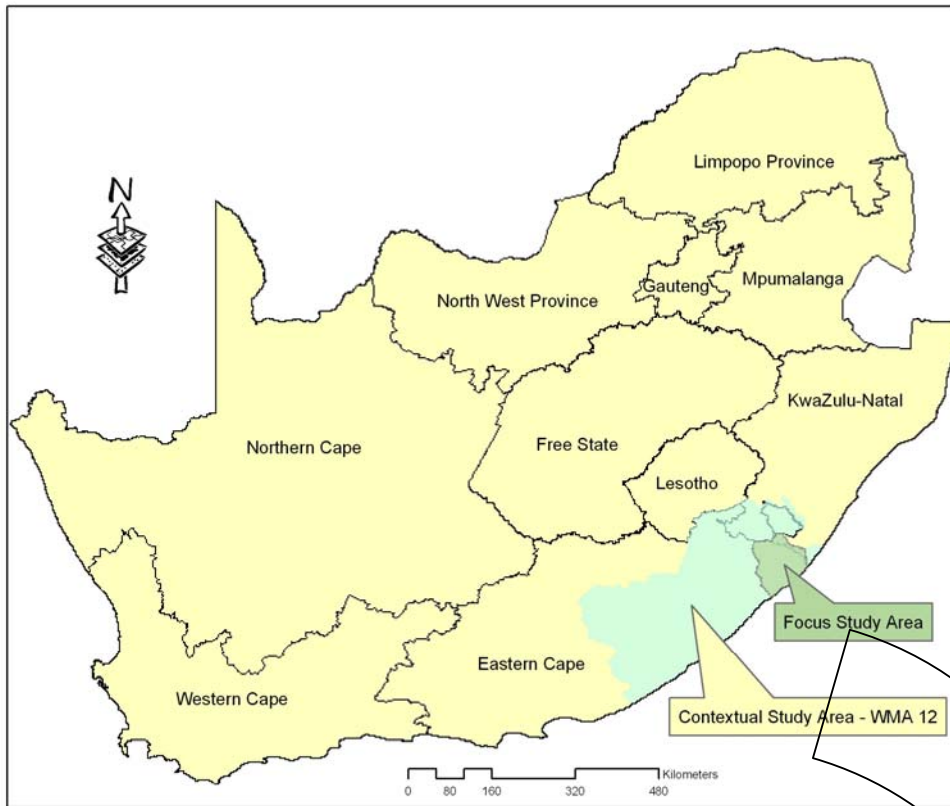 Limpopo Province
N
North West Province
Gauteng
Mpumalanga
KwaZulu-Natal
Northern Cape
Free State
Lesotho
Focus Study Area
Eastern Cape
Western Cape
Contextual Study Area - WMA 12
Kilometers
0 80 160 320 480